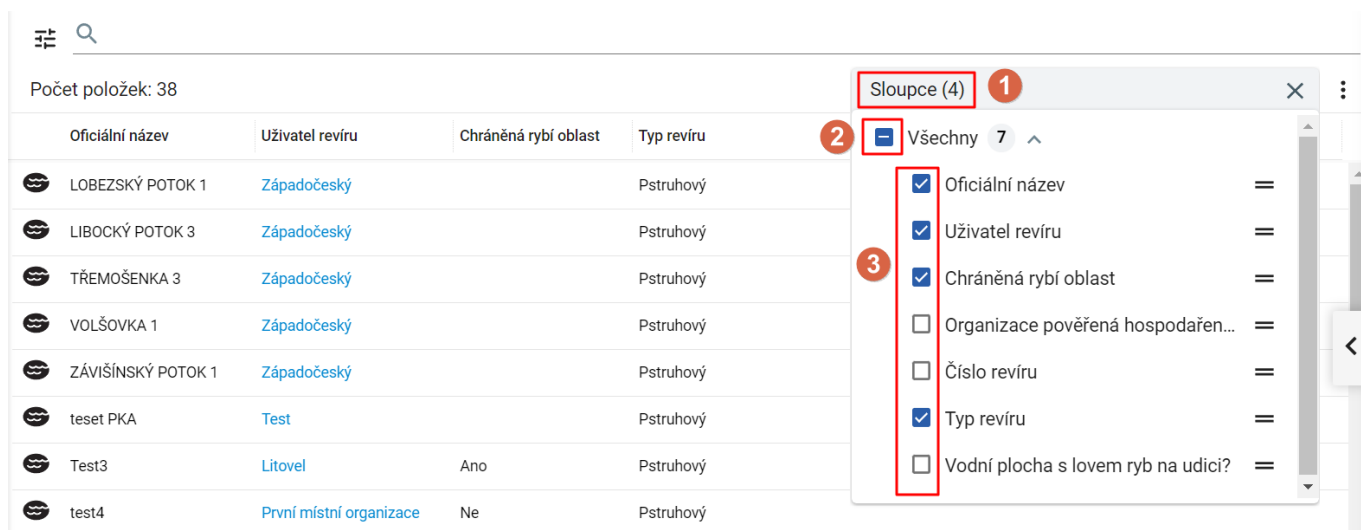 Počet položek: 38
Sloupce (4) 1
Oficiální název Uživatel revíru Chráněná rybí oblast Typ revíru
2 Všechny 7
LOBEZSKÝ POTOK 1 Západočeský Pstruhový
Oficiální název
LIBOCKÝ POTOK 3 Západočeský Pstruhový
Uživatel revíru
3
TŘEMOŠENKA 3 Západočeský Pstruhový
Chráněná rybí oblast
VOLŠOVKA 1 Západočeský Pstruhový
Organizace pověřená hospodařen...
ZÁVIŠÍNSKÝ POTOK 1 Západočeský Pstruhový
Číslo revíru
teset PKA Test Pstruhový
Typ revíru
Test3 Litovel Ano Pstruhový
Vodní plocha s lovem ryb na udici?
test4 První místní organizace Ne Pstruhový